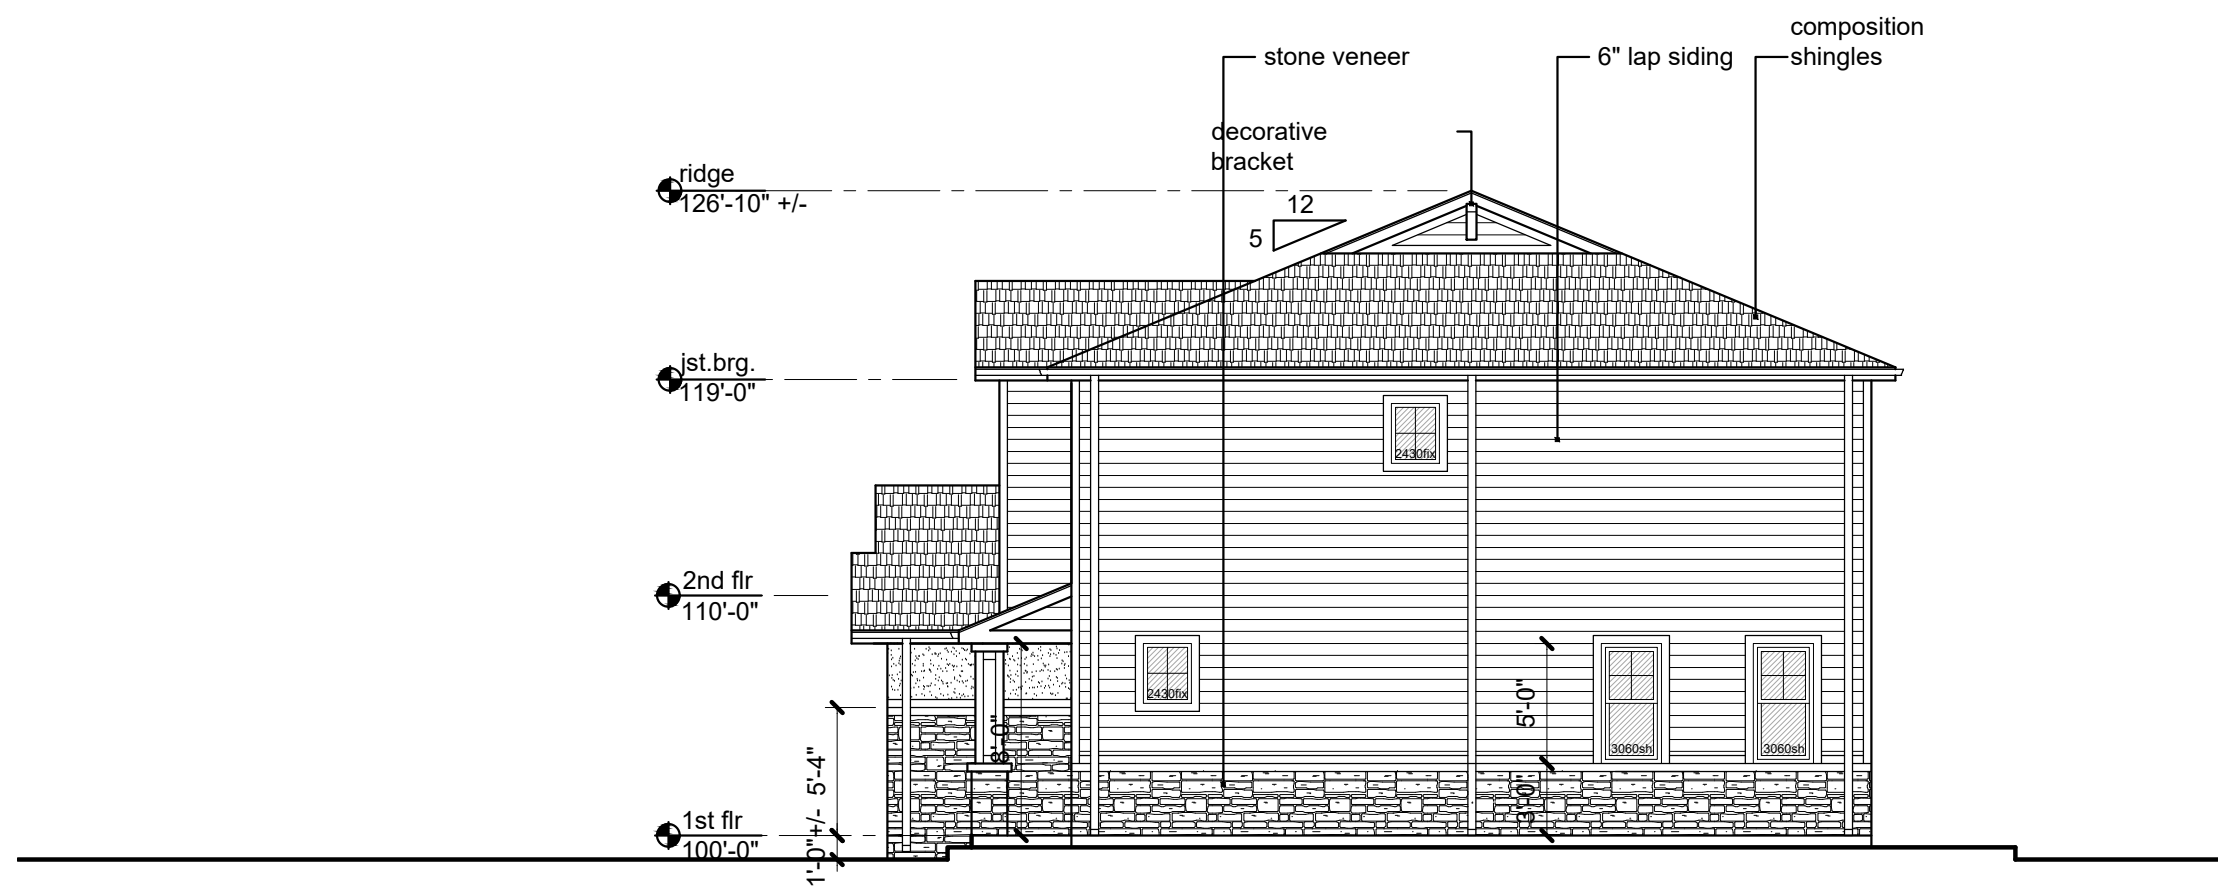 composition
shingles
stone veneer
6" lap siding
decorative
bracket
ridge
126'-10" +/-
12
5
jst.brg.
119'-0"
2430fix
2nd flr
110'-0"
2430fix
8'-0"
5'-0"
3060sh
3060sh
5'-4"
3'-0"
1st flr
100'-0"
1'-0"+/-